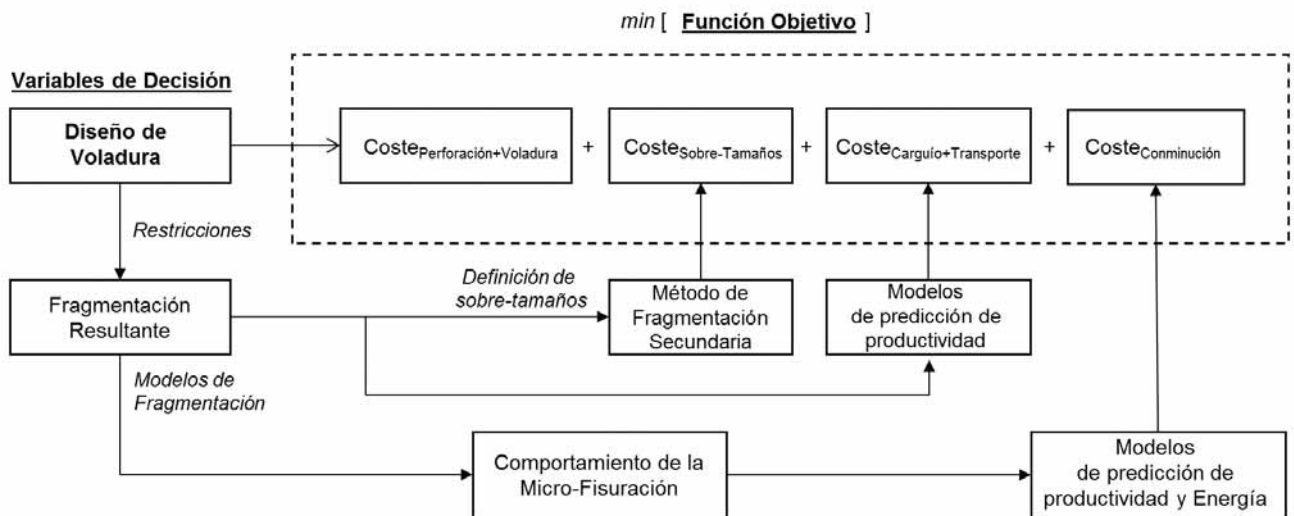 min [ Función Objetivo ]
Variables de Decisión
Diseño de
Voladura
Coste Perforación+Voladura + Coste Sobre-Tamaños + Coste Carguío+Transporte + Coste Conminución
Restricciones
Fragmentación
Resultante
Definición de
sobre-tamaños
Método de
Fragmentación
Secundaria
Modelos
de predicción de
productividad
Modelos de
Fragmentación
Comportamiento de la
Micro-Fisuración
Modelos
de predicción de
productividad y Energía